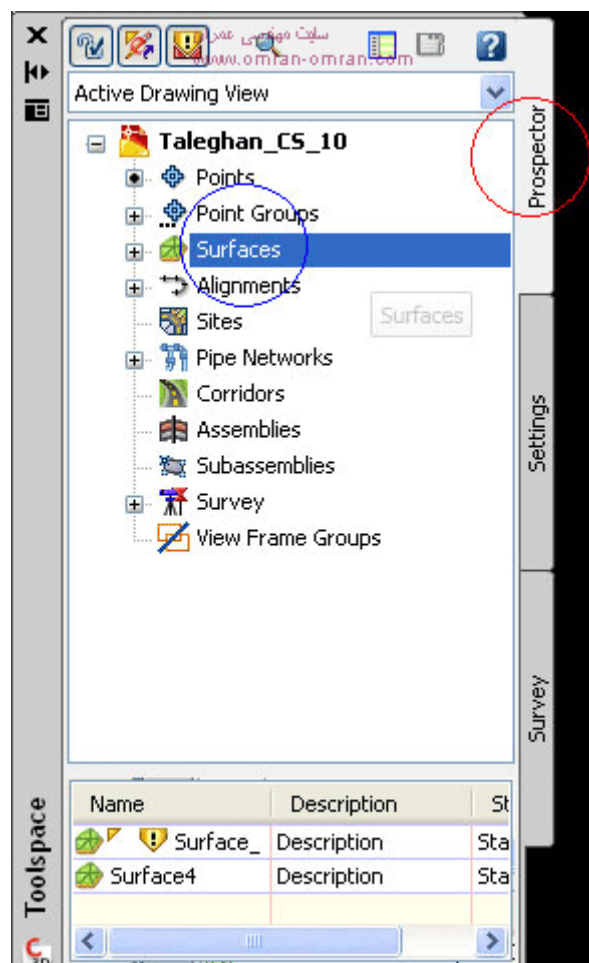 سایت مهندسی عمران
www.omran-omran.com
Active Drawing View
Taleghan_CS_10
Points
Point Groups
Surfaces
Alignments
Sites
Surfaces
Pipe Networks
Corridors
Assemblies
Subassemblies
Survey
View Frame Groups
Prospector
Settings
Survey
Name Description St
Surface_ Description Sta
Surface4 Description Sta
Toolspace